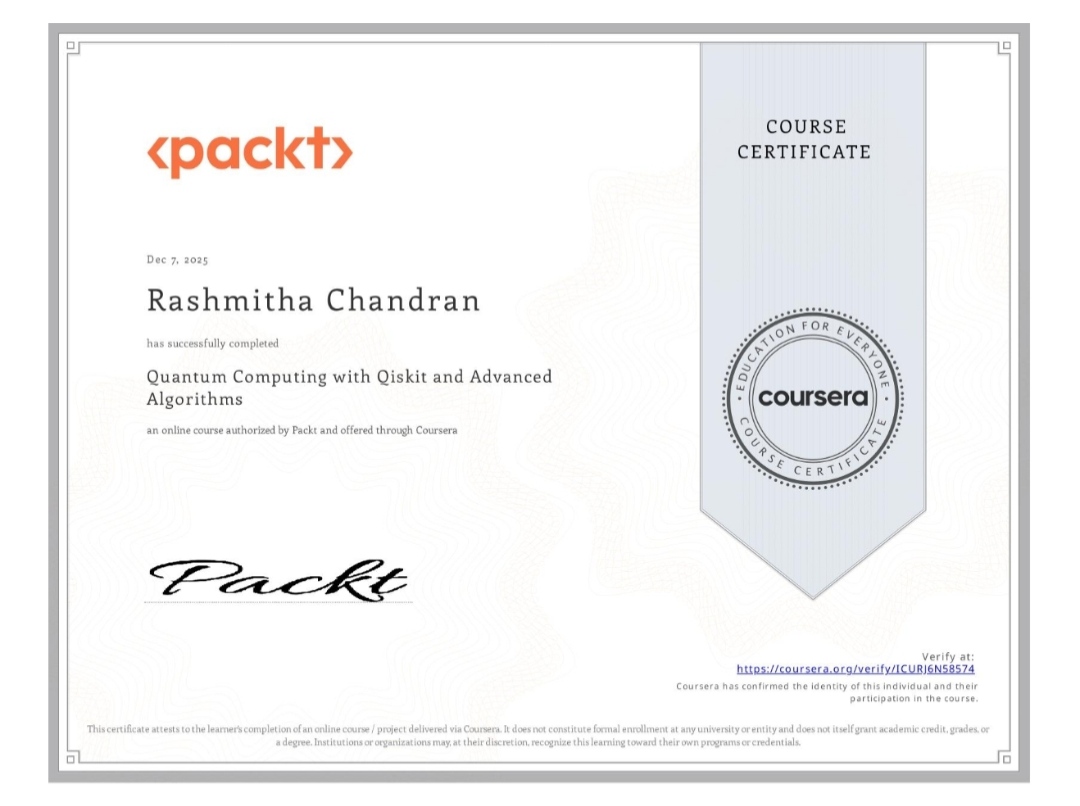 <packt>
COURSE
CERTIFICATE
Dec 7, 2025
Rashmitha Chandran
has successfully completed
Quantum Computing with Qiskit and Advanced
Algorithms
an online course authorized by Packt and offered through Coursera
EDUCATION FOR EVERYONE
coursera
COURSE CERTIFICATE
Packt
Verify at:
https://coursera.org/verify/ICURJ6N58574
Coursera has confirmed the identity of this individual and their
participation in the course.
This certificate attests to the learner's completion of an online course / project delivered via Coursera. It does not constitute formal enrollment at any university or entity and does not itself grant academic credit, grades, or
a degree. Institutions or organizations may, at their discretion, recognize this learning toward their own programs or credentials.